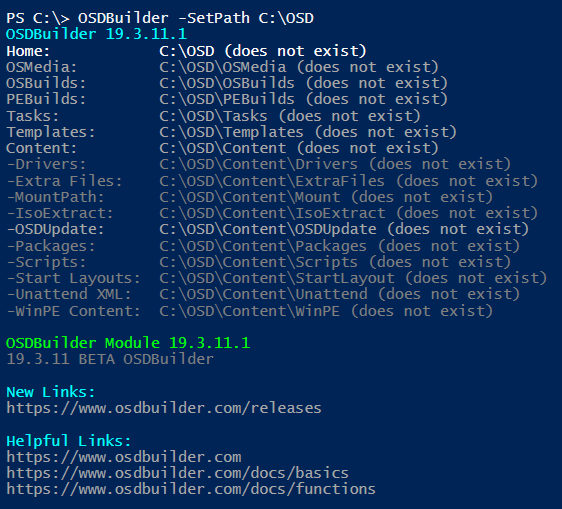 PS C:\> OSDBuilder -SetPath C:\OSD
OSDBuilder 19.3.11.1
Home: C:\OSD (does not exist)
OSMedia: C:\OSD\OSMedia (does not exist)
OSBuilds: C:\OSD\OSBuilds (does not exist)
PEBuilds: C:\OSD\PEBuilds (does not exist)
Tasks: C:\OSD\Tasks (does not exist)
Templates: C:\OSD\Templates (does not exist)
Content: C:\OSD\Content (does not exist)
-Drivers: C:\OSD\Content\Drivers (does not exist)
-Extra Files: C:\OSD\Content\ExtraFiles (does not exist)
-MountPath: C:\OSD\Content\Mount (does not exist)
-IsoExtract: C:\OSD\Content\IsoExtract (does not exist)
-OSDUpdate: C:\OSD\Content\OSDUpdate (does not exist)
-Packages: C:\OSD\Content\Packages (does not exist)
-Scripts: C:\OSD\Content\Scripts (does not exist)
-Start Layouts: C:\OSD\Content\StartLayout (does not exist)
-Unattend XML: C:\OSD\Content\Unattend (does not exist)
-WinPE Content: C:\OSD\Content\WinPE (does not exist)
OSDBuilder Module 19.3.11.1
19.3.11 BETA OSDBuilder
New Links:
https://www.osdbuilder.com/releases
Helpful Links:
https://www.osdbuilder.com
https://www.osdbuilder.com/docs/basics
https://www.osdbuilder.com/docs/functions